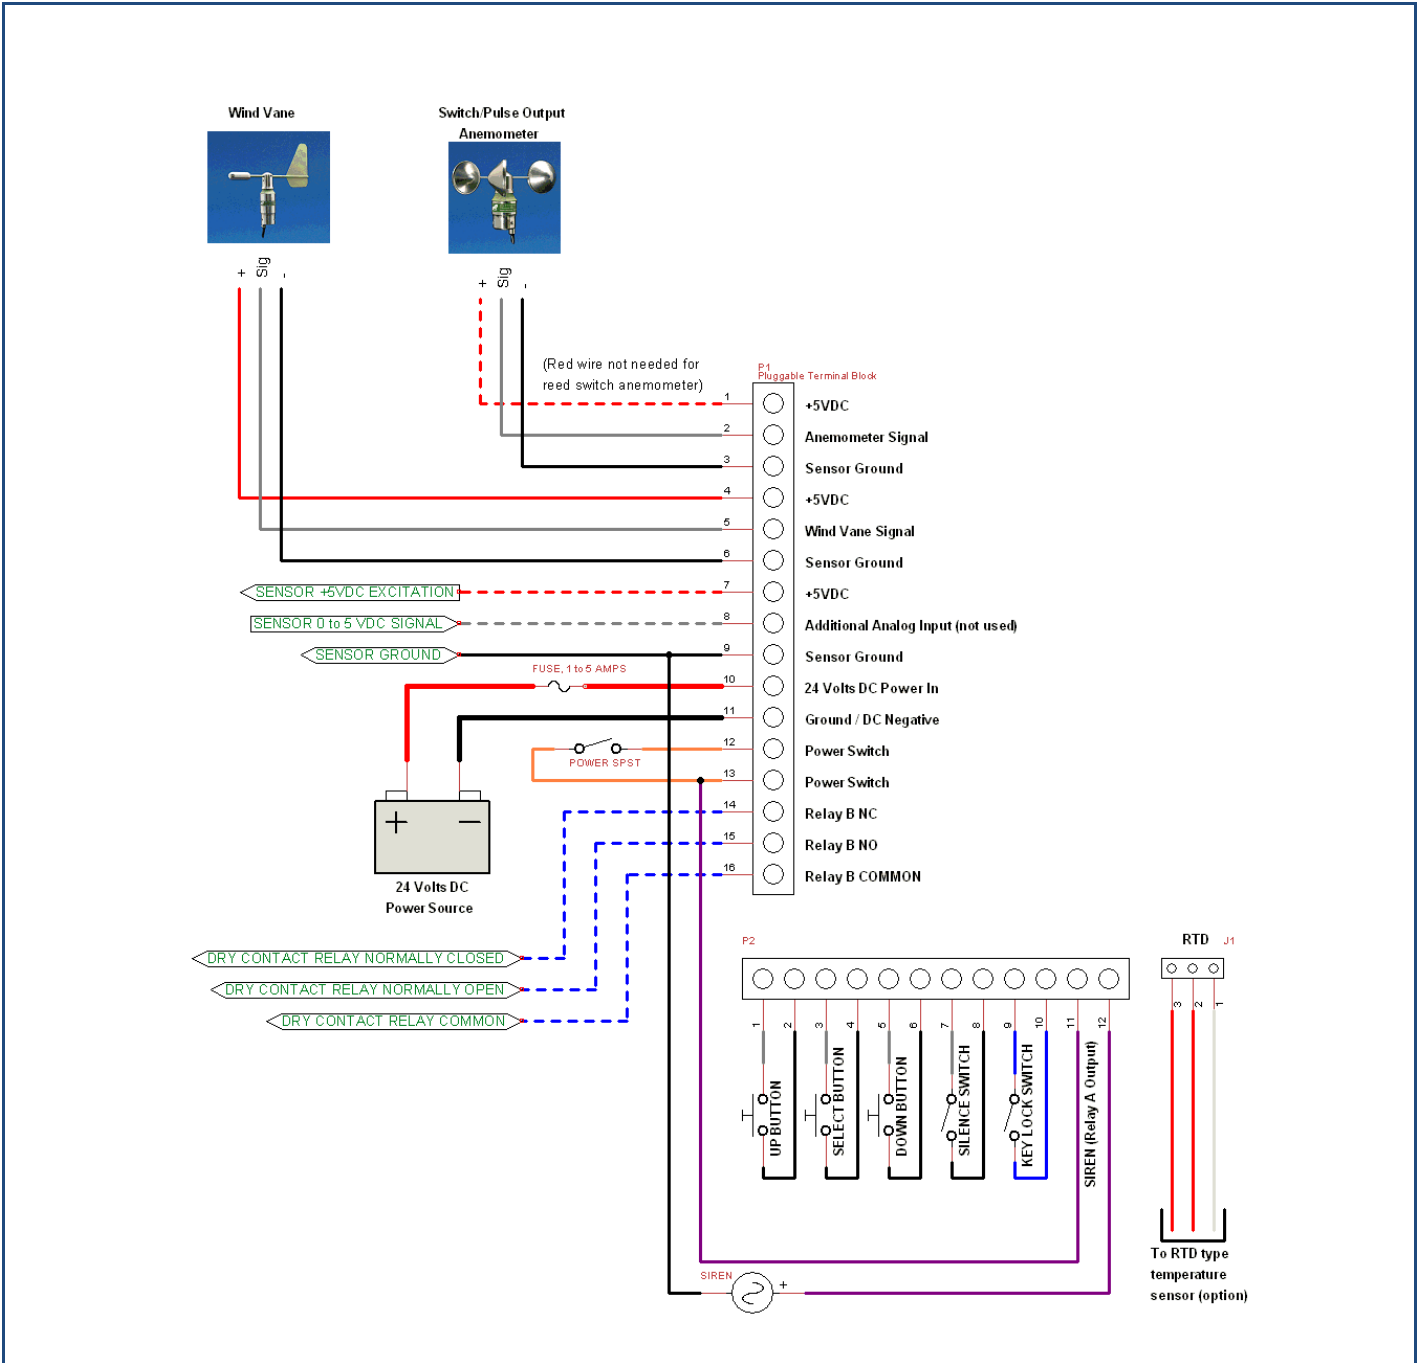 Wind Vane
Switch/Pulse Output
Anemometer
+
Sig
-
+
Sig
-
(Red wire not needed for
reed switch anemometer)
P1
Pluggable Terminal Block
1
+5VDC
2
Anemometer Signal
3
Sensor Ground
4
+5VDC
5
Wind Vane Signal
6
Sensor Ground
SENSOR +5VDC EXCITATION
7
+5VDC
SENSOR 0 to 5 VDC SIGNAL
8
Additional Analog Input (not used)
SENSOR GROUND
9
Sensor Ground
FUSE, 1 to 5 AMPS
10
24 Volts DC Power In
11
Ground / DC Negative
12
Power Switch
POWER SPST
13
Power Switch
14
Relay B NC
15
Relay B NO
16
Relay B COMMON
+
—
24 Volts DC
Power Source
DRY CONTACT RELAY NORMALLY CLOSED
DRY CONTACT RELAY NORMALLY OPEN
DRY CONTACT RELAY COMMON
P2
RTD
J1
1
2
3
4
5
6
7
8
9
10
11
12
3
2
1
UP BUTTON
SELECT BUTTON
DOWN BUTTON
SILENCE SWITCH
KEY LOCK SWITCH
SIREN (Relay A Output)
SIREN
+
To RTD type
temperature
sensor (option)